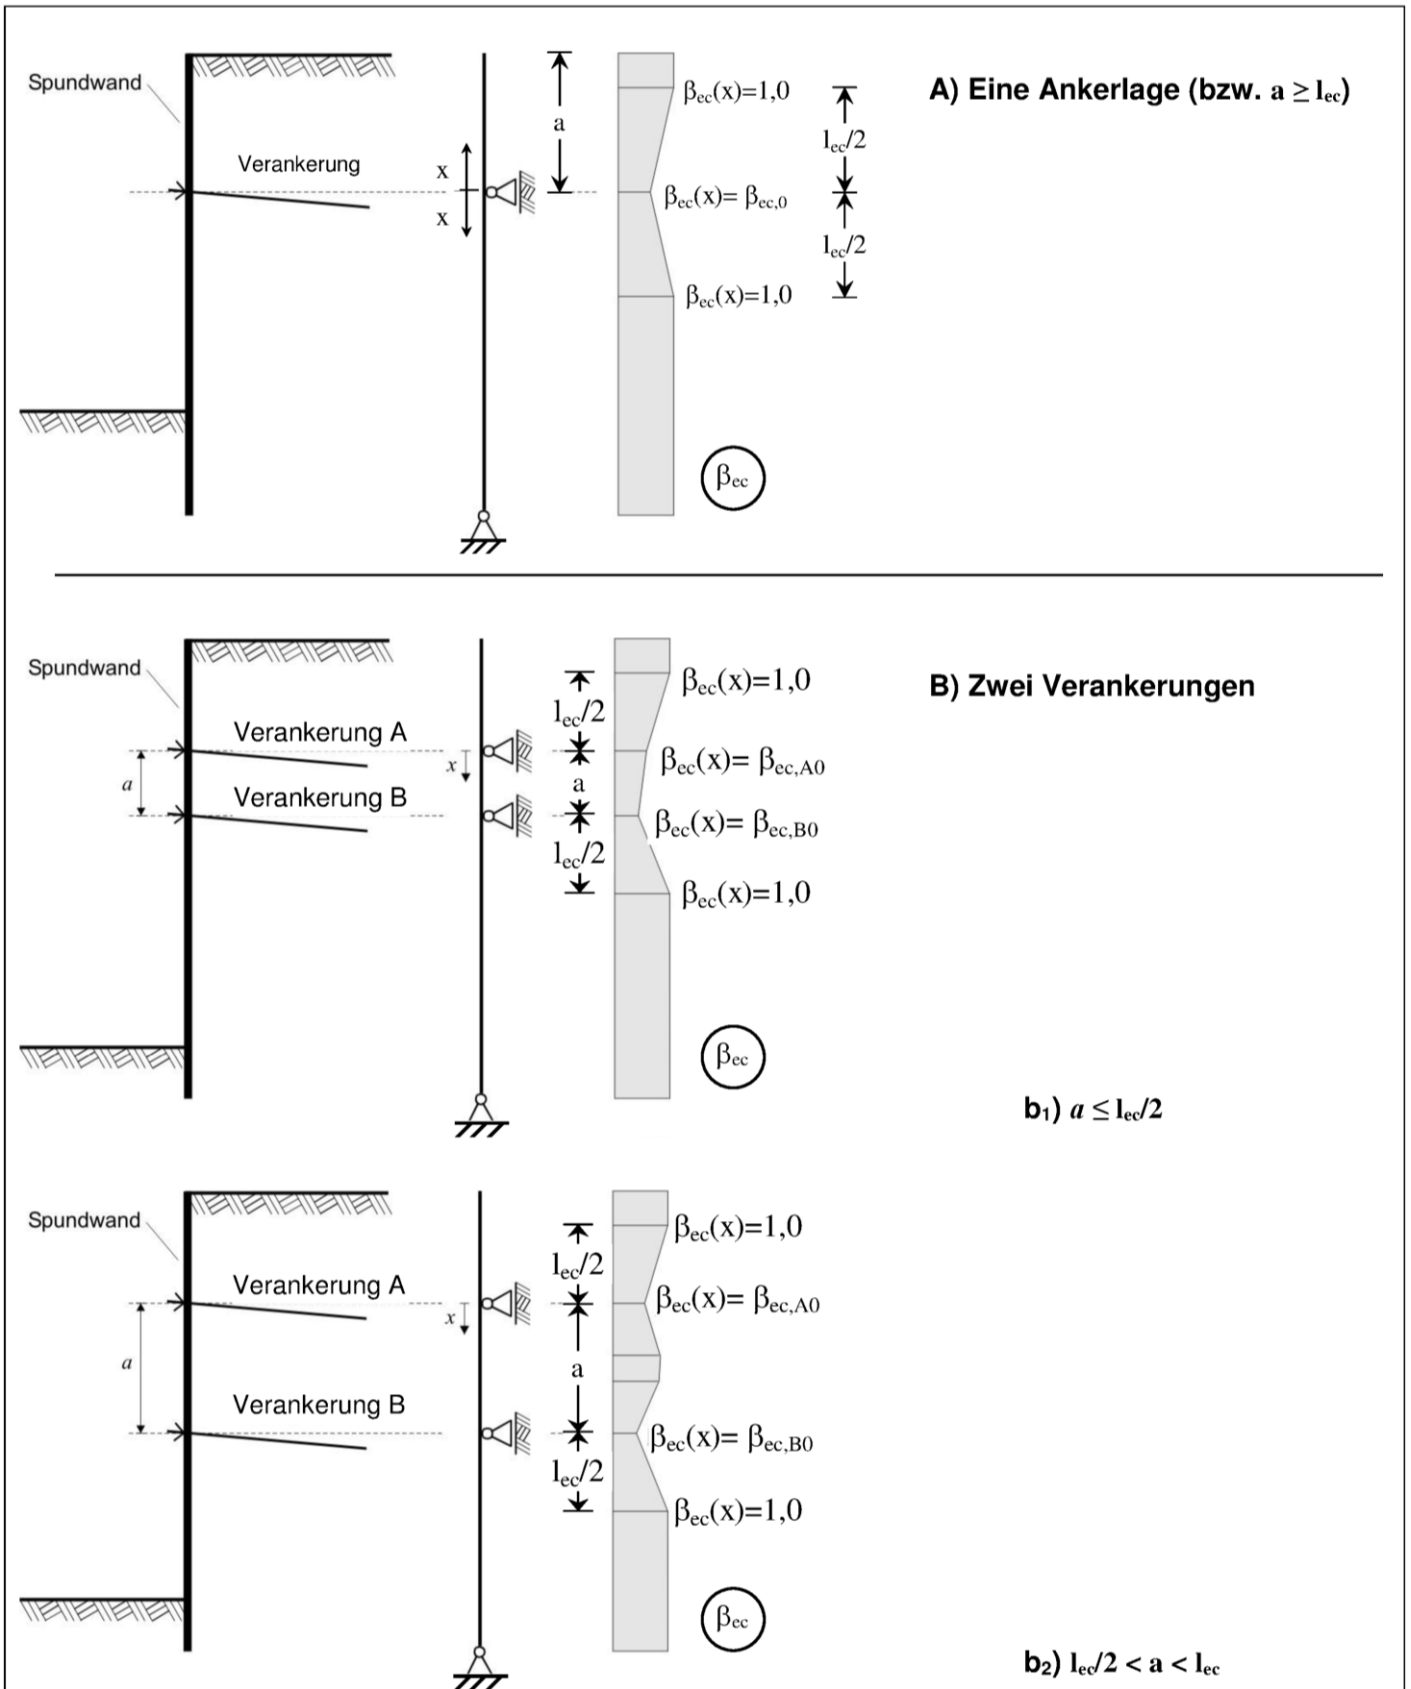 A) Eine Ankerlage (bzw. a ≥ lec)
Spundwand
a
βec(x)=1,0
lec/2
Verankerung
x
x
βec(x)= βec,0
lec/2
βec(x)=1,0
βec
B) Zwei Verankerungen
Spundwand
βec(x)=1,0
lec/2
Verankerung A
x
βec(x)= βec,A0
a
a
Verankerung B
βec(x)= βec,B0
lec/2
βec(x)=1,0
βec
b1) a ≤ lec/2
Spundwand
βec(x)=1,0
lec/2
Verankerung A
x
βec(x)= βec,A0
a
a
Verankerung B
βec(x)= βec,B0
lec/2
βec(x)=1,0
βec
b2) lec/2 < a < lec